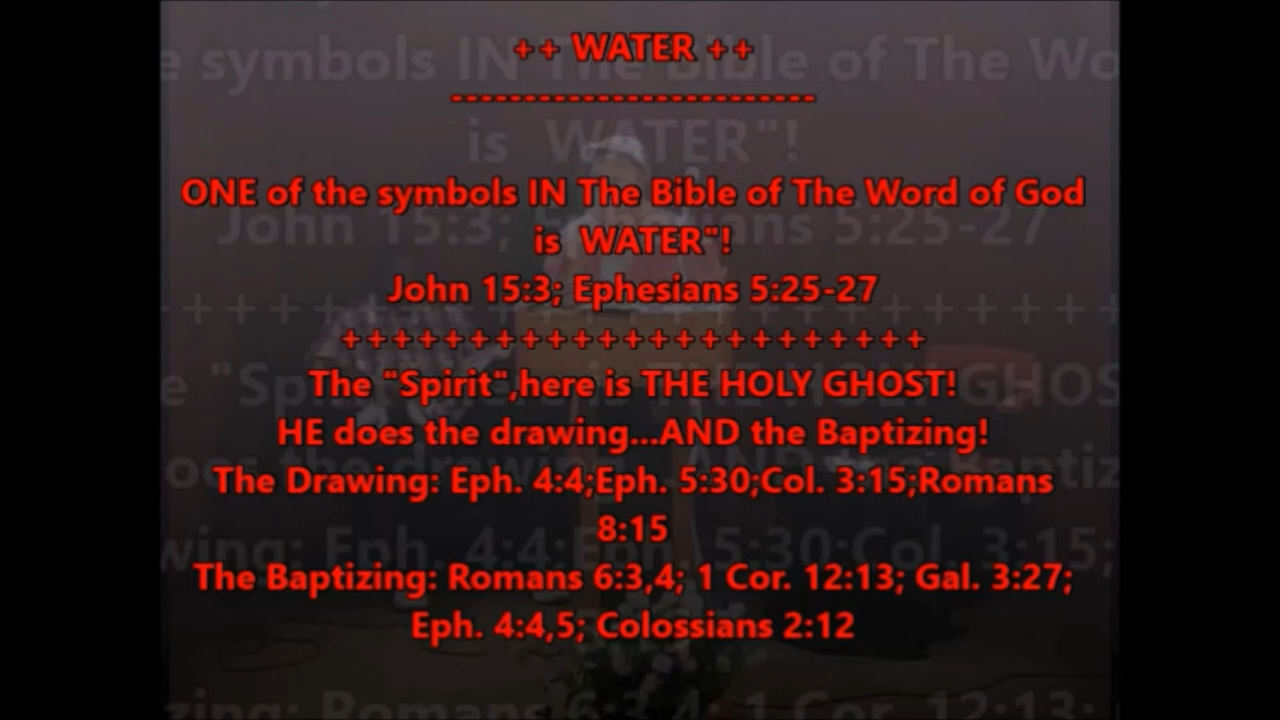 ++ WATER ++
-------------------------
ONE of the symbols IN The Bible of The Word of God
is WATER"!
John 15:3; Ephesians 5:25-27
++++++++++++++++++++++
The "Spirit",here is THE HOLY GHOST!
HE does the drawing...AND the Baptizing!
The Drawing: Eph. 4:4;Eph. 5:30;Col. 3:15;Romans
8:15
The Baptizing: Romans 6:3,4; 1 Cor. 12:13; Gal. 3:27;
Eph. 4:4,5; Colossians 2:12